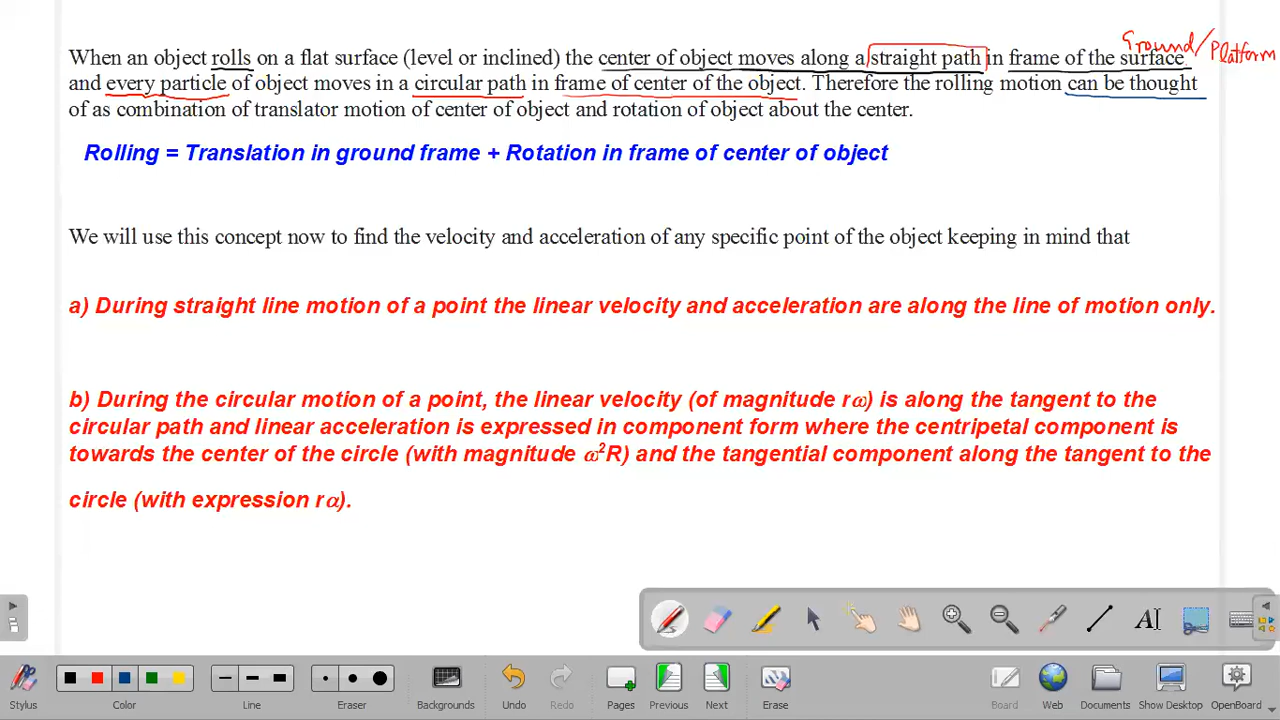 Ground/Platform
When an object rolls on a flat surface (level or inclined) the center of object moves along a straight path in frame of the surface
and every particle of object moves in a circular path in frame of center of the object. Therefore the rolling motion can be thought
of as combination of translator motion of center of object and rotation of object about the center.
Rolling = Translation in ground frame + Rotation in frame of center of object
We will use this concept now to find the velocity and acceleration of any specific point of the object keeping in mind that
a) During straight line motion of a point the linear velocity and acceleration are along the line of motion only.
b) During the circular motion of a point, the linear velocity (of magnitude rω) is along the tangent to the
circular path and linear acceleration is expressed in component form where the centripetal component is
towards the center of the circle (with magnitude ω²R) and the tangential component along the tangent to the
circle (with expression rα).
Stylus Color Line Eraser Backgrounds Undo Redo Pages Previous Next Erase Board Web Documents Show Desktop OpenBoard